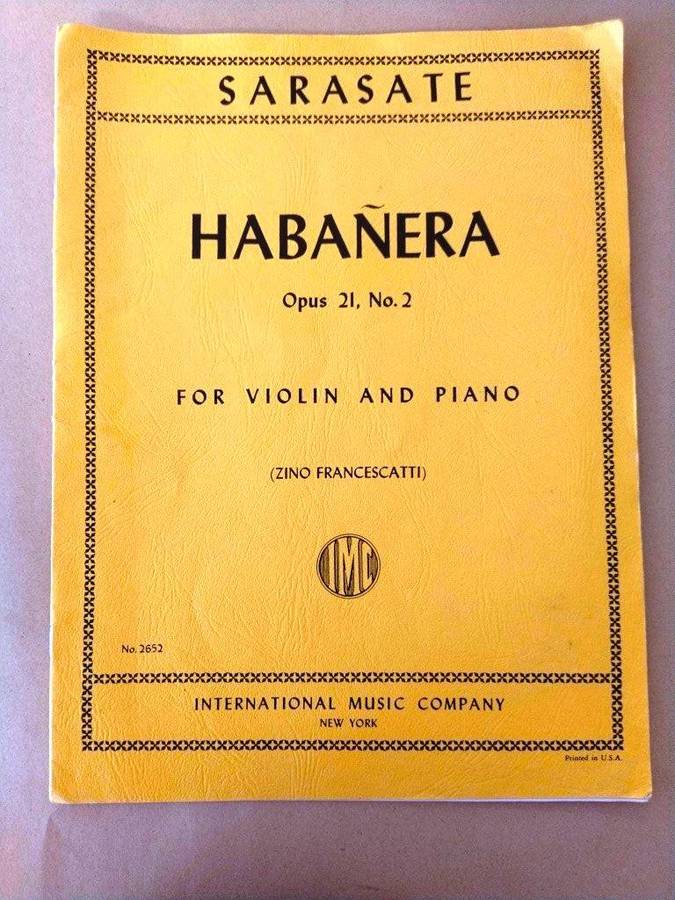 SARASATE
HABAÑERA
Opus 21, No. 2
FOR VIOLIN AND PIANO
(ZINO FRANCESCATTI)
IMC
No. 2652
INTERNATIONAL MUSIC COMPANY
NEW YORK
Printed in U.S.A.